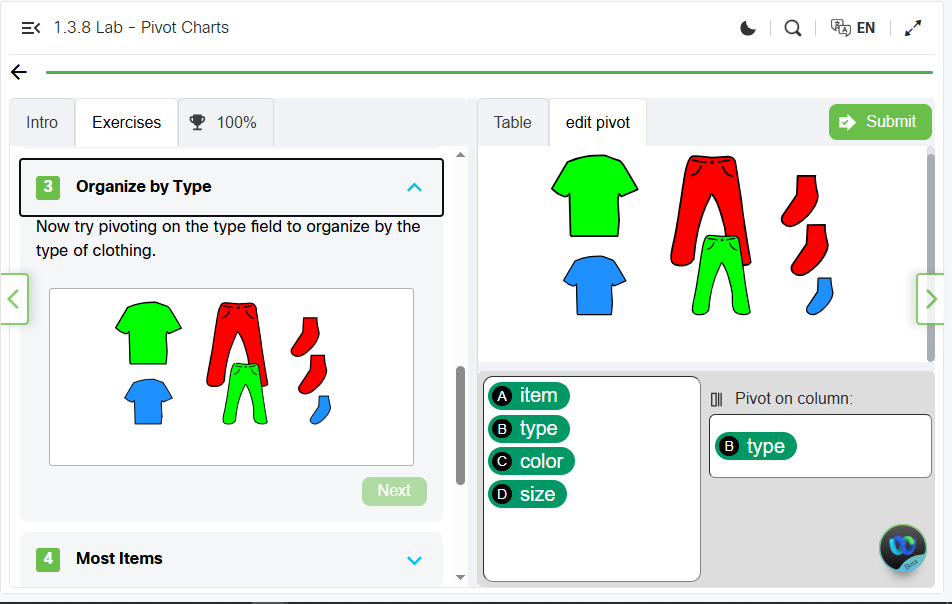 1.3.8 Lab - Pivot Charts
EN
Intro
Exercises
100%
Table
edit pivot
Submit
3
Organize by Type
Now try pivoting on the type field to organize by the
type of clothing.
Next
4
Most Items
A item
B type
C color
D size
Pivot on column:
B type
Beta